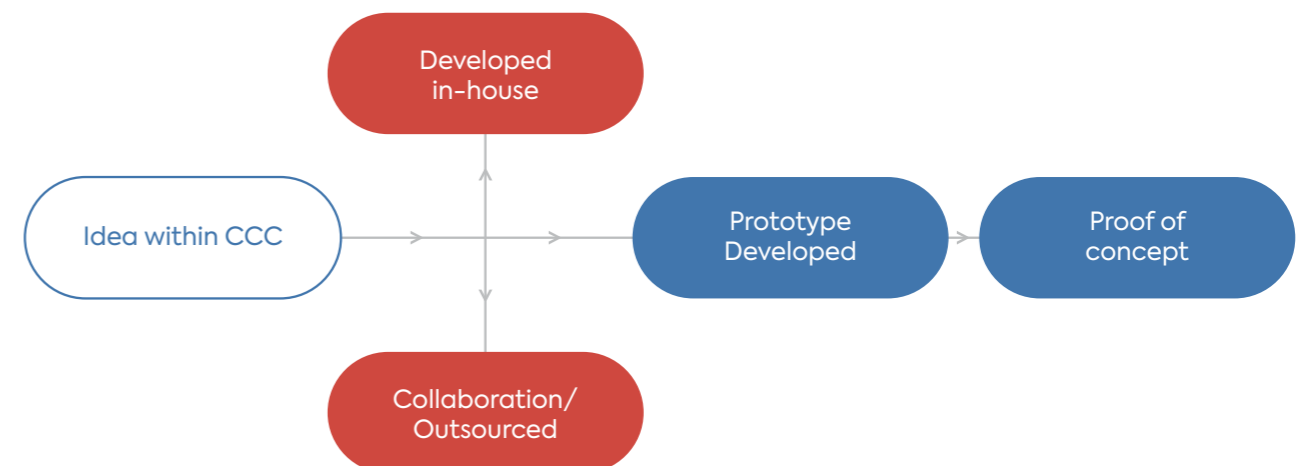 Developed
in-house
Idea within CCC
Prototype
Developed
Proof of
concept
Collaboration/
Outsourced